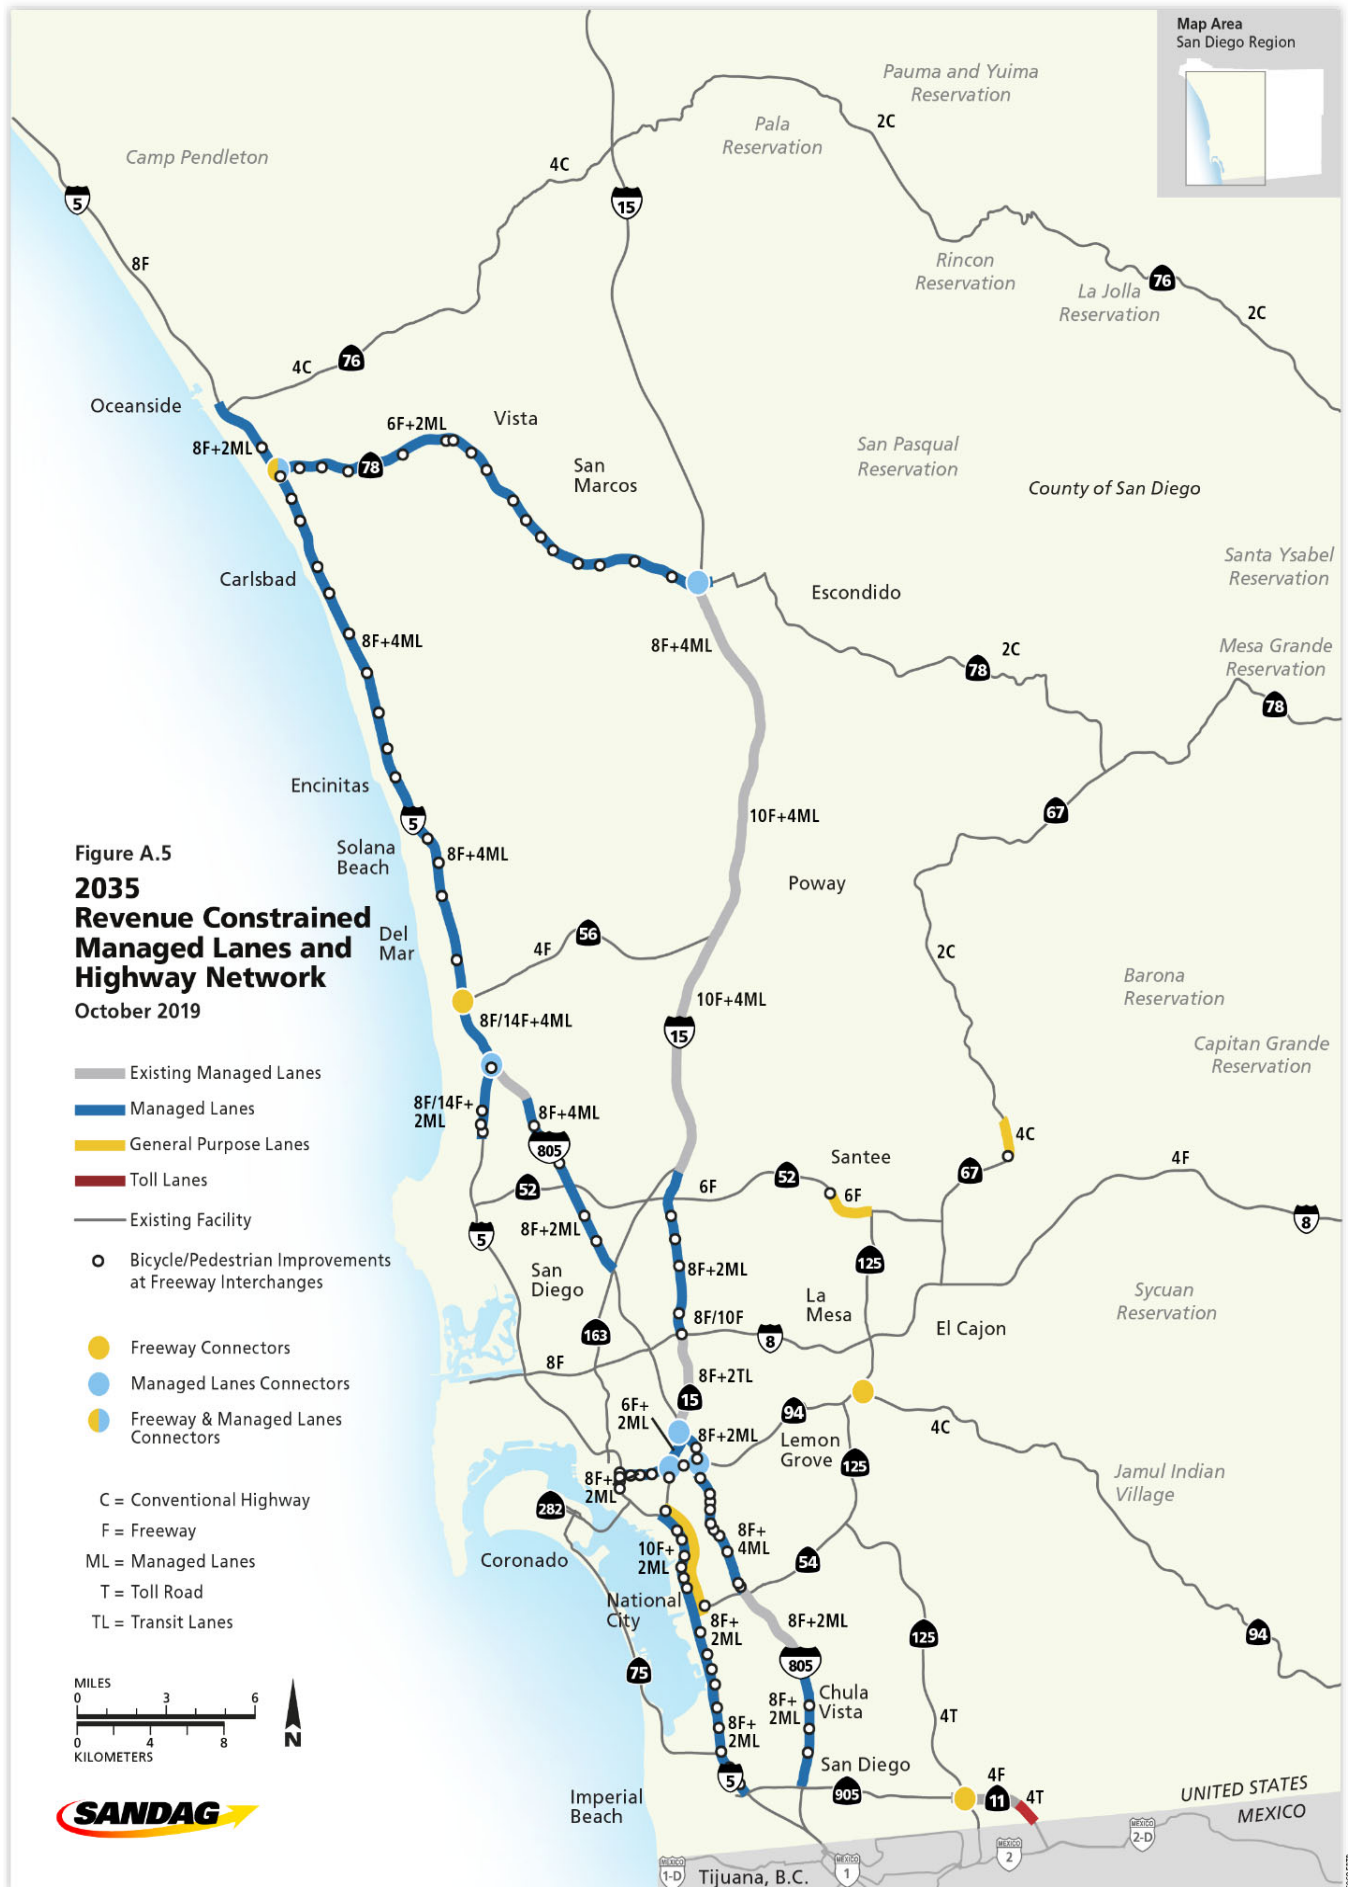 Map Area
San Diego Region
Pauma and Yuima
Reservation
Pala
Reservation
2C
Camp Pendleton
4C
5
15
8F
Rincon
Reservation
La Jolla
Reservation
76
2C
4C
76
Oceanside
8F+2ML
6F+2ML
Vista
78
San
Marcos
San Pasqual
Reservation
County of San Diego
Carlsbad
Escondido
Santa Ysabel
Reservation
8F+4ML
8F+4ML
2C
78
Mesa Grande
Reservation
78
Encinitas
5
67
10F+4ML
Solana
Beach
8F+4ML
Poway
Figure A.5
2035
Revenue Constrained
Managed Lanes and
Highway Network
October 2019
Del
Mar
56
4F
2C
Barona
Reservation
10F+4ML
8F/14F+4ML
15
Capitan Grande
Reservation
Existing Managed Lanes
Managed Lanes
General Purpose Lanes
Toll Lanes
Existing Facility
Bicycle/Pedestrian Improvements
at Freeway Interchanges
Freeway Connectors
Managed Lanes Connectors
Freeway & Managed Lanes
Connectors
8F/14F+
2ML
8F+4ML
805
4C
Santee
52
6F
52
6F
67
4F
8
5
8F+2ML
San
Diego
8F+2ML
125
La
Mesa
Sycuan
Reservation
8F/10F
163
8
El Cajon
8F
8F+2TL
15
6F+
2ML
94
8F+2ML
Lemon
Grove
4C
125
Jamul Indian
Village
8F+
2ML
282
C = Conventional Highway
F = Freeway
ML = Managed Lanes
T = Toll Road
TL = Transit Lanes
Coronado
10F+
2ML
8F+
4ML
54
National
City
8F+
2ML
8F+2ML
125
94
805
75
8F+
2ML
Chula
Vista
8F+
2ML
4T
MILES
0 3 6
0 4 8
KILOMETERS
N
San Diego
5
905
4F
11
4T
Imperial
Beach
UNITED STATES
MEXICO
SANDAG
MEXICO
1-D
Tijuana, B.C.
MEXICO
1
MEXICO
2
MEXICO
2-D